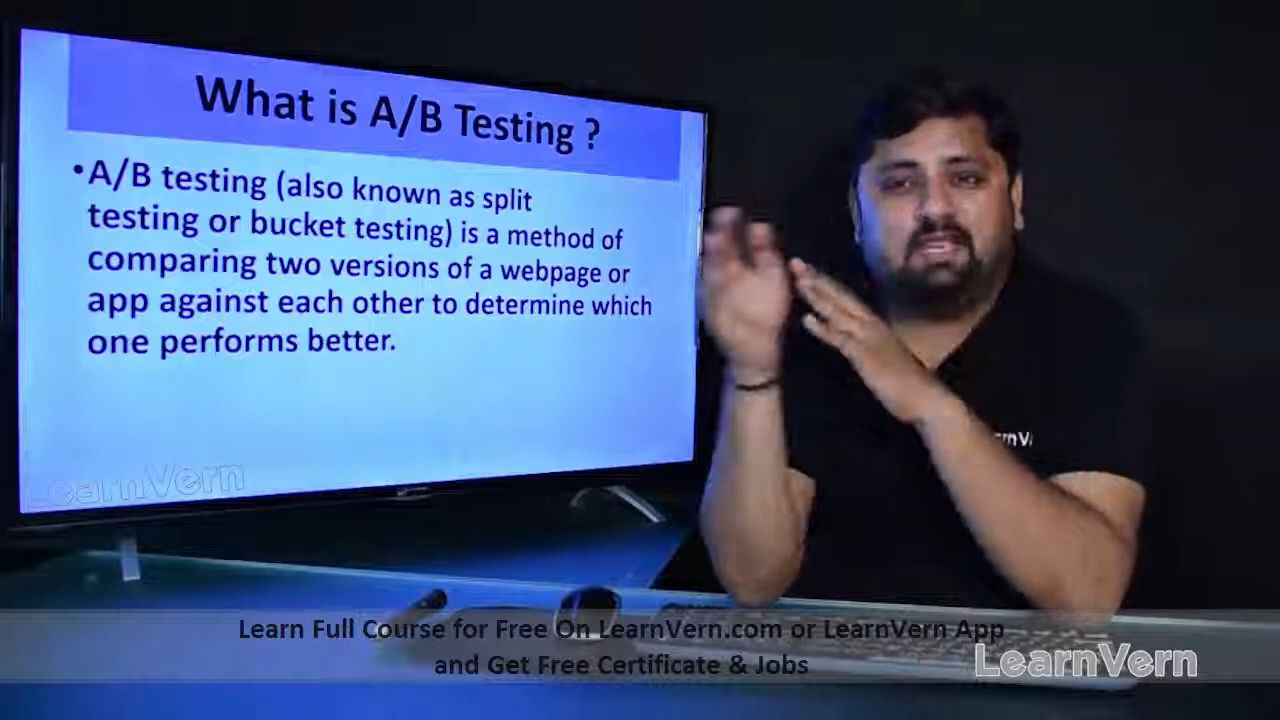 What is A/B Testing ?
•A/B testing (also known as split
testing or bucket testing) is a method of
comparing two versions of a webpage or
app against each other to determine which
one performs better.
LearnVern
Learn Full Course for Free On LearnVern.com or LearnVern App
and Get Free Certificate & Jobs
LearnVern